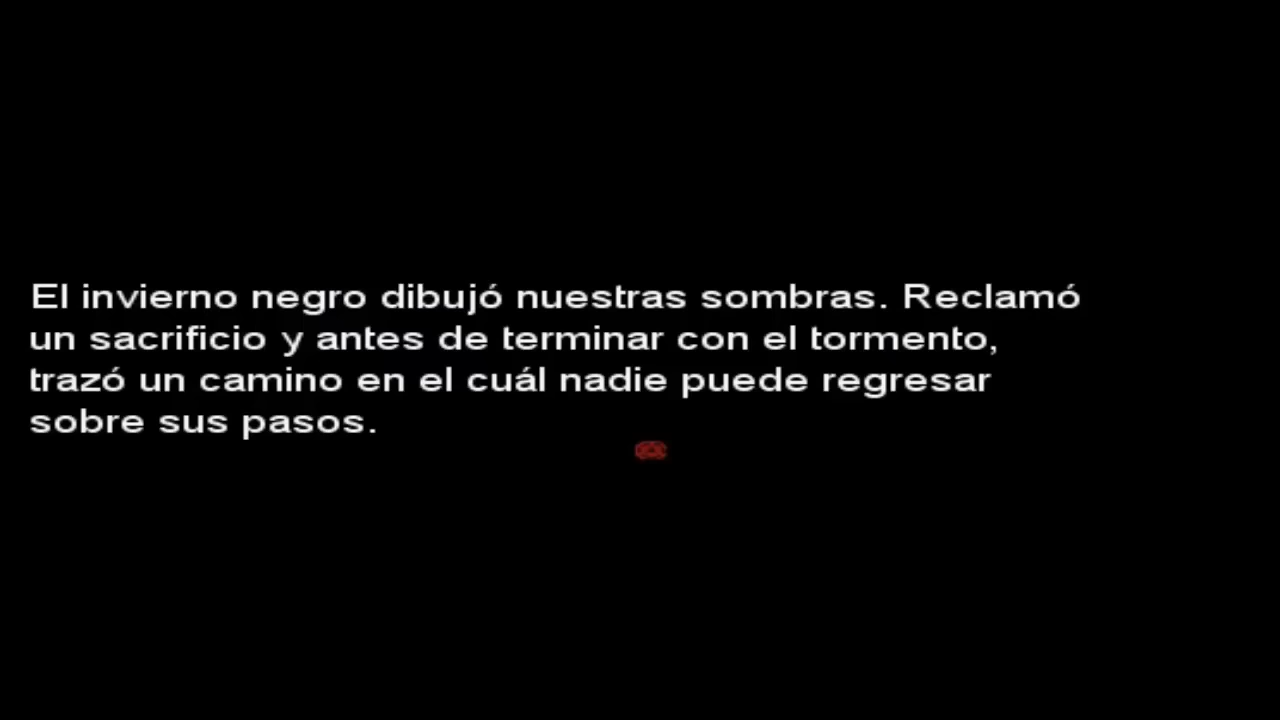 El invierno negro dibujó nuestras sombras. Reclamó
un sacrificio y antes de terminar con el tormento,
trazó un camino en el cuál nadie puede regresar
sobre sus pasos.